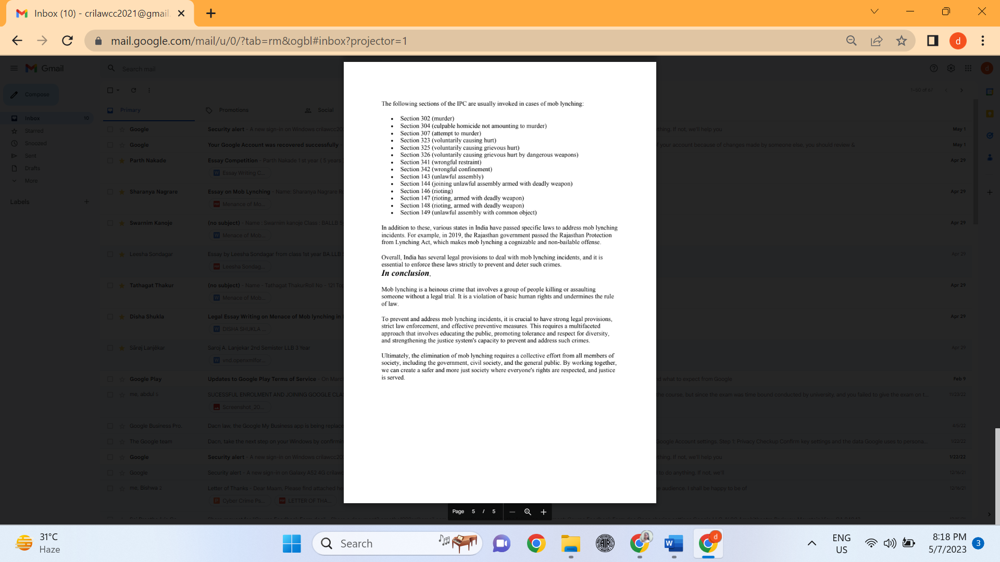 Inbox (10) - crilawcc2021@gmail.
mail.google.com/mail/u/0/?tab=rm&ogbl#inbox?projector=1
d
Gmail
Search mail
d
Compose
1–50 of 67
Primary
Promotions
Social
Inbox 10
Starred
Snoozed
Sent
Drafts
More
Labels
Google Security alert - A new sign-in on Windows crilawcc20 thing. If not, we'll help you May 1
Google Your Google Account was recovered successfully - f your account because of changes made by someone else, you should review & May 1
Parth Nakade Essay Competition - Parth Nakade 1 st year ( 5 years Apr 29
Essay Writing C...
Sharanya Nagrare Essay on Mob Lynching - Name: Sharanya Nagrare Ro Apr 29
Menance of Mo...
Swarnim Kanoje (no subject) - Name : Swarnim kanoje Class : BALLB 5 Apr 29
Menace of Mob...
Leesha Sondagar Essay by Leesha Sondagar from class 1st year BA.LLB Apr 29
Leesha Sondag...
Tathagat Thakur (no subject) - Name - Tathagat ThakurRoll No - 121 Top Apr 29
Menace of Mob...
Disha Shukla Legal Essay Writing on Menace of Mob lynching in Apr 29
DISHA SHUKLA ...
Sãrøj Lanjêkar Saroj A. Lanjekar 2nd Semister LLB 3 Year Apr 29
vnd.openxmlfor...
Google Play Updates to Google Play Terms of Service - On Marc d what to expect from Google Feb 9
me, abdul 5 SUCESSFUL ENROLMENT AND JOINING GOOGLE CLA the course, but since the exam was time bound conducted by university, and you failed to give the exam on t... 11/23/22
Screenshot_20...
Google Business Pro. Dacn law, the Google My Business app is being replace 4/5/22
The Google team Dacn, take the next step on your Windows by confirmin Google Account settings. Step 1: Privacy Checkup Confirm key settings and the data Google uses to persona... 1/22/22
Google Security alert - A new sign-in on Windows crilawcc20 thing. If not, we'll help you 1/22/22
Google Security alert - A new sign-in on Galaxy A52 4G crilawc to do anything. If not, we'll 12/16/21
me, Bishwa 2 Letter of Thanks - Dear Maam, Please find attached he e audience. I shall be happy to be of 12/10/21
Cyber Crime Ps...
LETTER OF THA...
The following sections of the IPC are usually invoked in cases of mob lynching:
• Section 302 (murder)
• Section 304 (culpable homicide not amounting to murder)
• Section 307 (attempt to murder)
• Section 323 (voluntarily causing hurt)
• Section 325 (voluntarily causing grievous hurt)
• Section 326 (voluntarily causing grievous hurt by dangerous weapons)
• Section 341 (wrongful restraint)
• Section 342 (wrongful confinement)
• Section 143 (unlawful assembly)
• Section 144 (joining unlawful assembly armed with deadly weapon)
• Section 146 (rioting)
• Section 147 (rioting, armed with deadly weapon)
• Section 148 (rioting, armed with deadly weapon)
• Section 149 (unlawful assembly with common object)
In addition to these, various states in India have passed specific laws to address mob lynching
incidents. For example, in 2019, the Rajasthan government passed the Rajasthan Protection
from Lynching Act, which makes mob lynching a cognizable and non-bailable offense.
Overall, India has several legal provisions to deal with mob lynching incidents, and it is
essential to enforce these laws strictly to prevent and deter such crimes.
In conclusion,
Mob lynching is a heinous crime that involves a group of people killing or assaulting
someone without a legal trial. It is a violation of basic human rights and undermines the rule
of law.
To prevent and address mob lynching incidents, it is crucial to have strong legal provisions,
strict law enforcement, and effective preventive measures. This requires a multifaceted
approach that involves educating the public, promoting tolerance and respect for diversity,
and strengthening the justice system's capacity to prevent and address such crimes.
Ultimately, the elimination of mob lynching requires a collective effort from all members of
society, including the government, civil society, and the general public. By working together,
we can create a safer and more just society where everyone's rights are respected, and justice
is served.
Page 5 / 5
31°C
Haze
Search
AIR
d
ENG
US
8:18 PM
5/7/2023
3